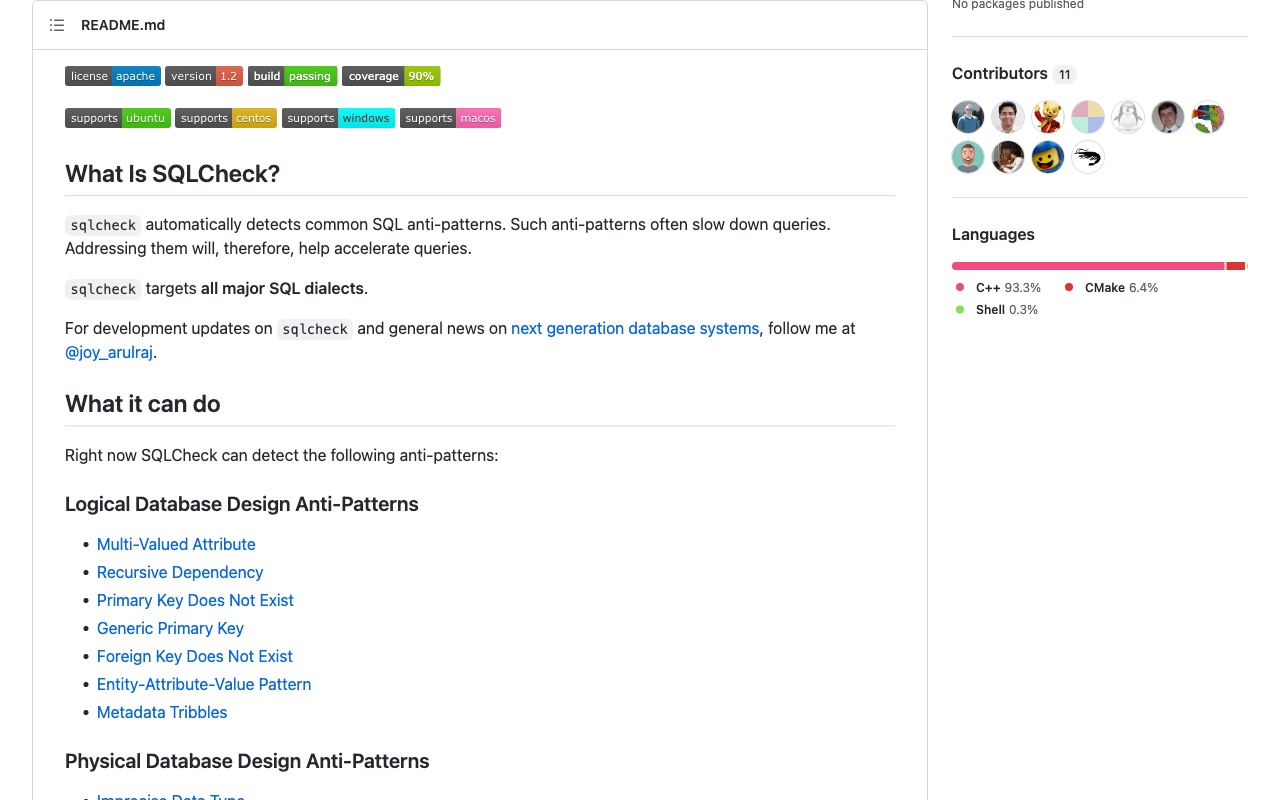 README.md
license apache version 1.2 build passing coverage 90%
supports ubuntu supports centos supports windows supports macos
What Is SQLCheck?
sqlcheck automatically detects common SQL anti-patterns. Such anti-patterns often slow down queries.
Addressing them will, therefore, help accelerate queries.
sqlcheck targets all major SQL dialects.
For development updates on sqlcheck and general news on next generation database systems, follow me at
@joy_arulraj.
What it can do
Right now SQLCheck can detect the following anti-patterns:
Logical Database Design Anti-Patterns
• Multi-Valued Attribute
• Recursive Dependency
• Primary Key Does Not Exist
• Generic Primary Key
• Foreign Key Does Not Exist
• Entity-Attribute-Value Pattern
• Metadata Tribbles
Physical Database Design Anti-Patterns
• Imprecise Data Type
No packages published
Contributors 11
Languages
C++ 93.3% CMake 6.4%
Shell 0.3%